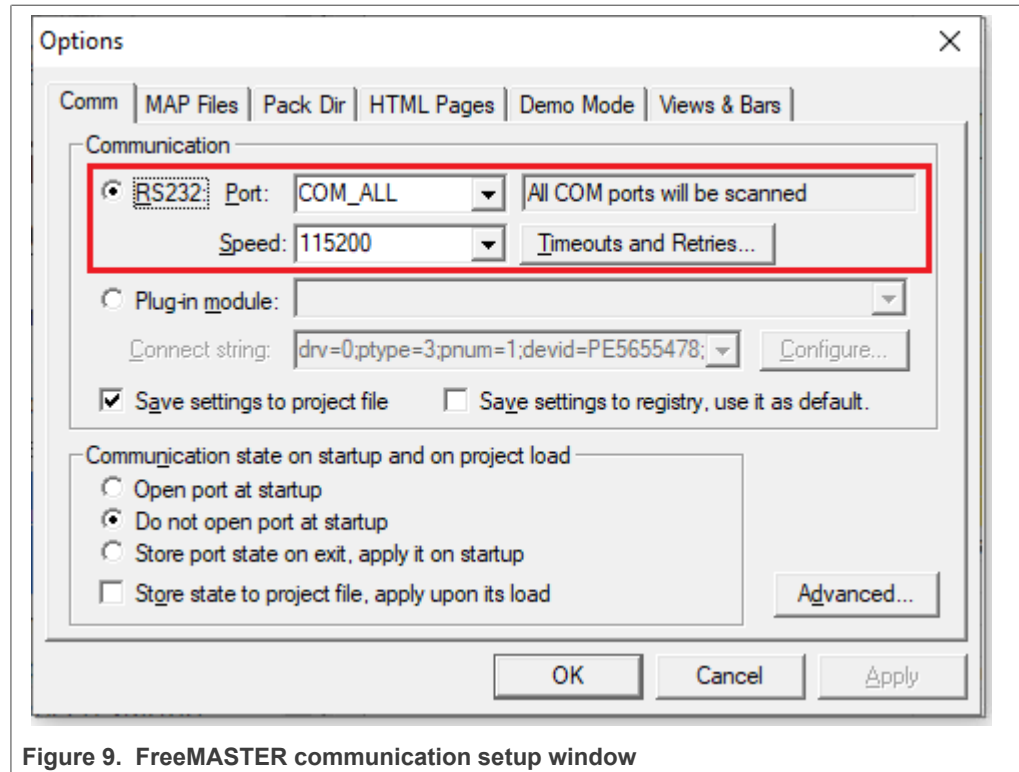 Options
Comm MAP Files Pack Dir HTML Pages Demo Mode Views & Bars
Communication
RS232: Port: COM_ALL All COM ports will be scanned
Speed: 115200 Timeouts and Retries...
Plug-in module:
Connect string: drv=0;ptype=3;pnum=1;devid=PE5655478; Configure...
Save settings to project file Save settings to registry, use it as default.
Communication state on startup and on project load
Open port at startup
Do not open port at startup
Store port state on exit, apply it on startup
Store state to project file, apply upon its load Advanced...
OK Cancel Apply
Figure 9. FreeMASTER communication setup window